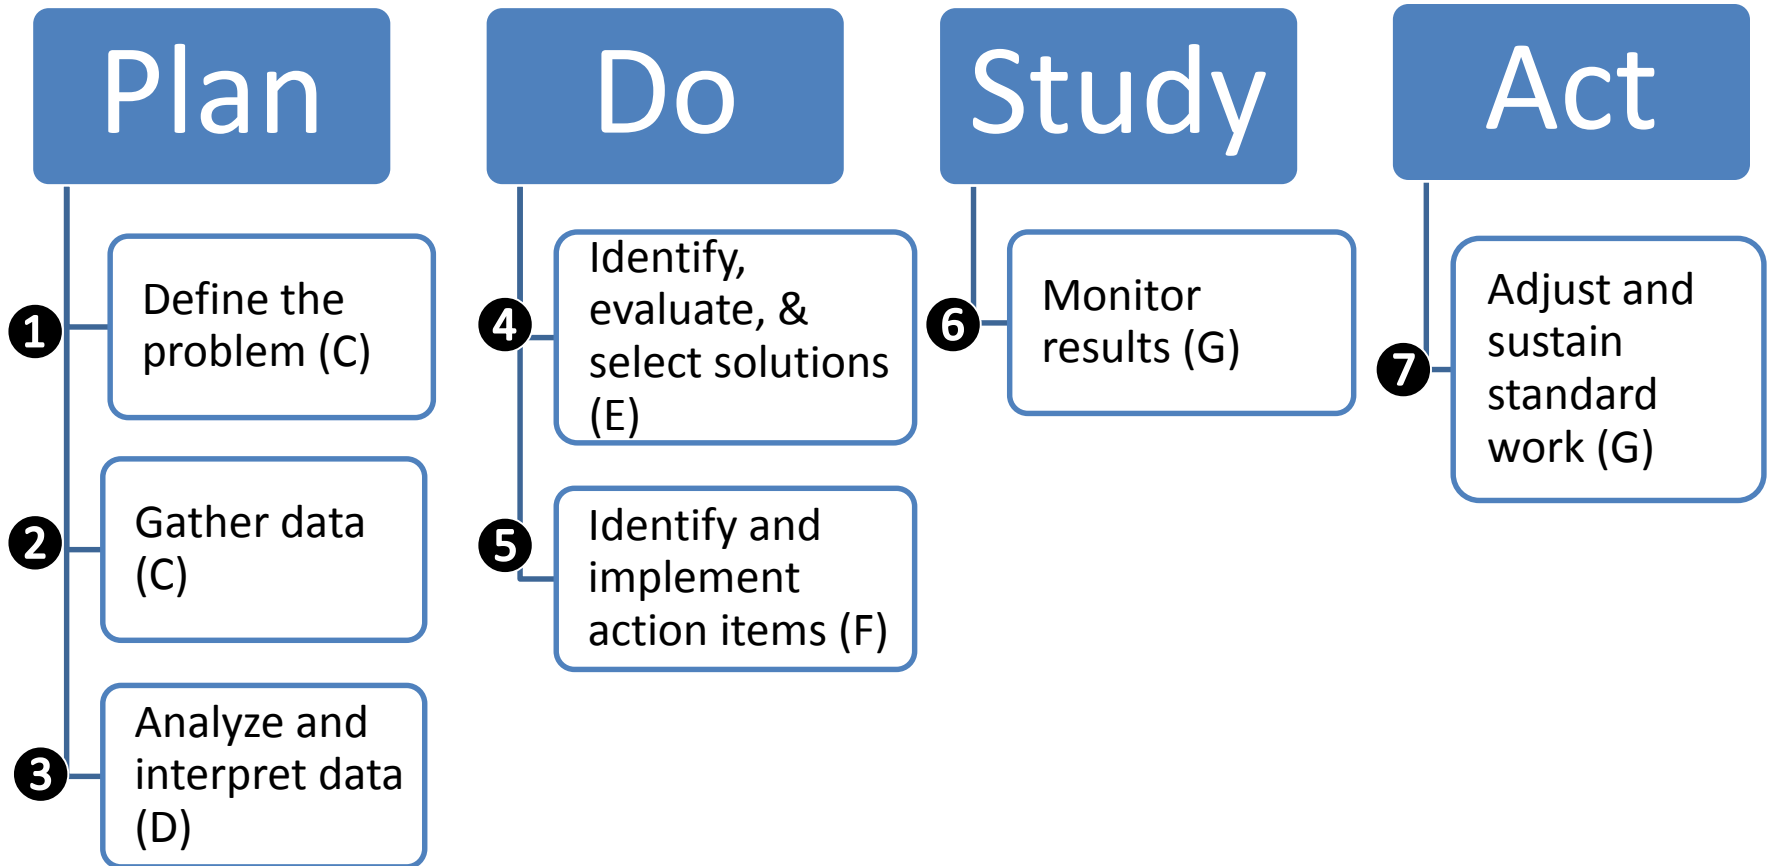 Plan
1
Define the
problem (C)
2
Gather data
(C)
3
Analyze and
interpret data
(D)
Do
4
Identify,
evaluate, &
select solutions
(E)
5
Identify and
implement
action items (F)
Study
6
Monitor
results (G)
Act
7
Adjust and
sustain
standard
work (G)